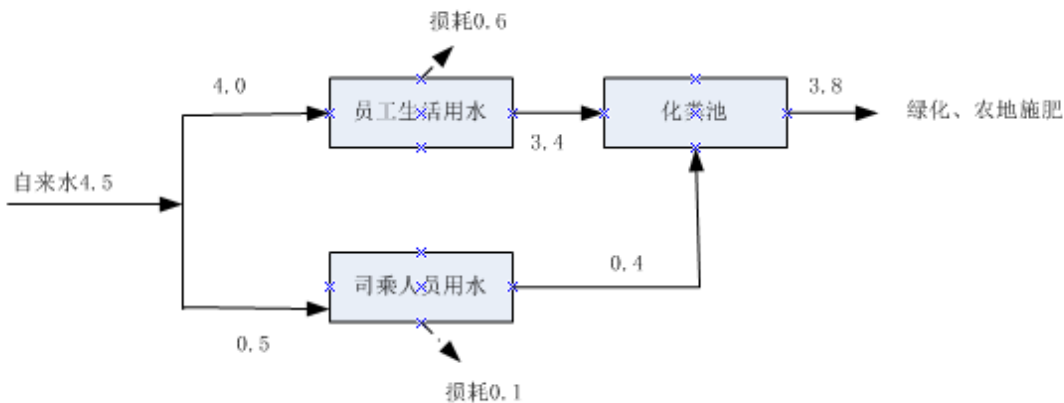 损耗0.6
4.0
员工生活用水
3.4
化粪池
3.8
绿化、农地施肥
自来水4.5
司乘人员用水
0.4
0.5
损耗0.1